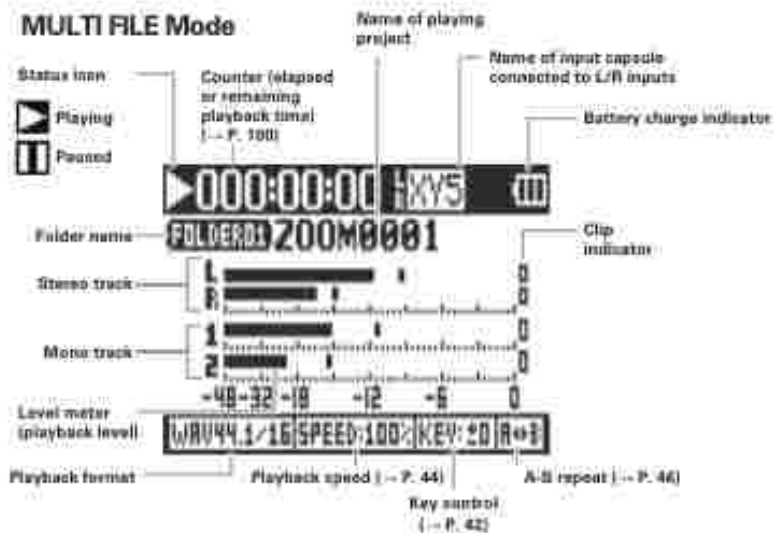 MULTI FILE Mode
Name of playing
project
Status icon
Counter (elapsed
or remaining
playback time)
(→ P. 100)
Name of input capsule
connected to L/R inputs
Playing
Battery charge indicator
Paused
000:00:00 XY5
Folder name
FOLDER01 ZOOM0001
Clip
indicator
Stereo track
L
R
Mono track
1
2
-48 -32 -18 -12 -6 0
Level meter
(playback level)
WAV44.1/16 SPEED:100% KEY:±0 A↔B
Playback format
Playback speed (→ P. 44)
A-B repeat (→ P. 46)
Key control
(→ P. 42)